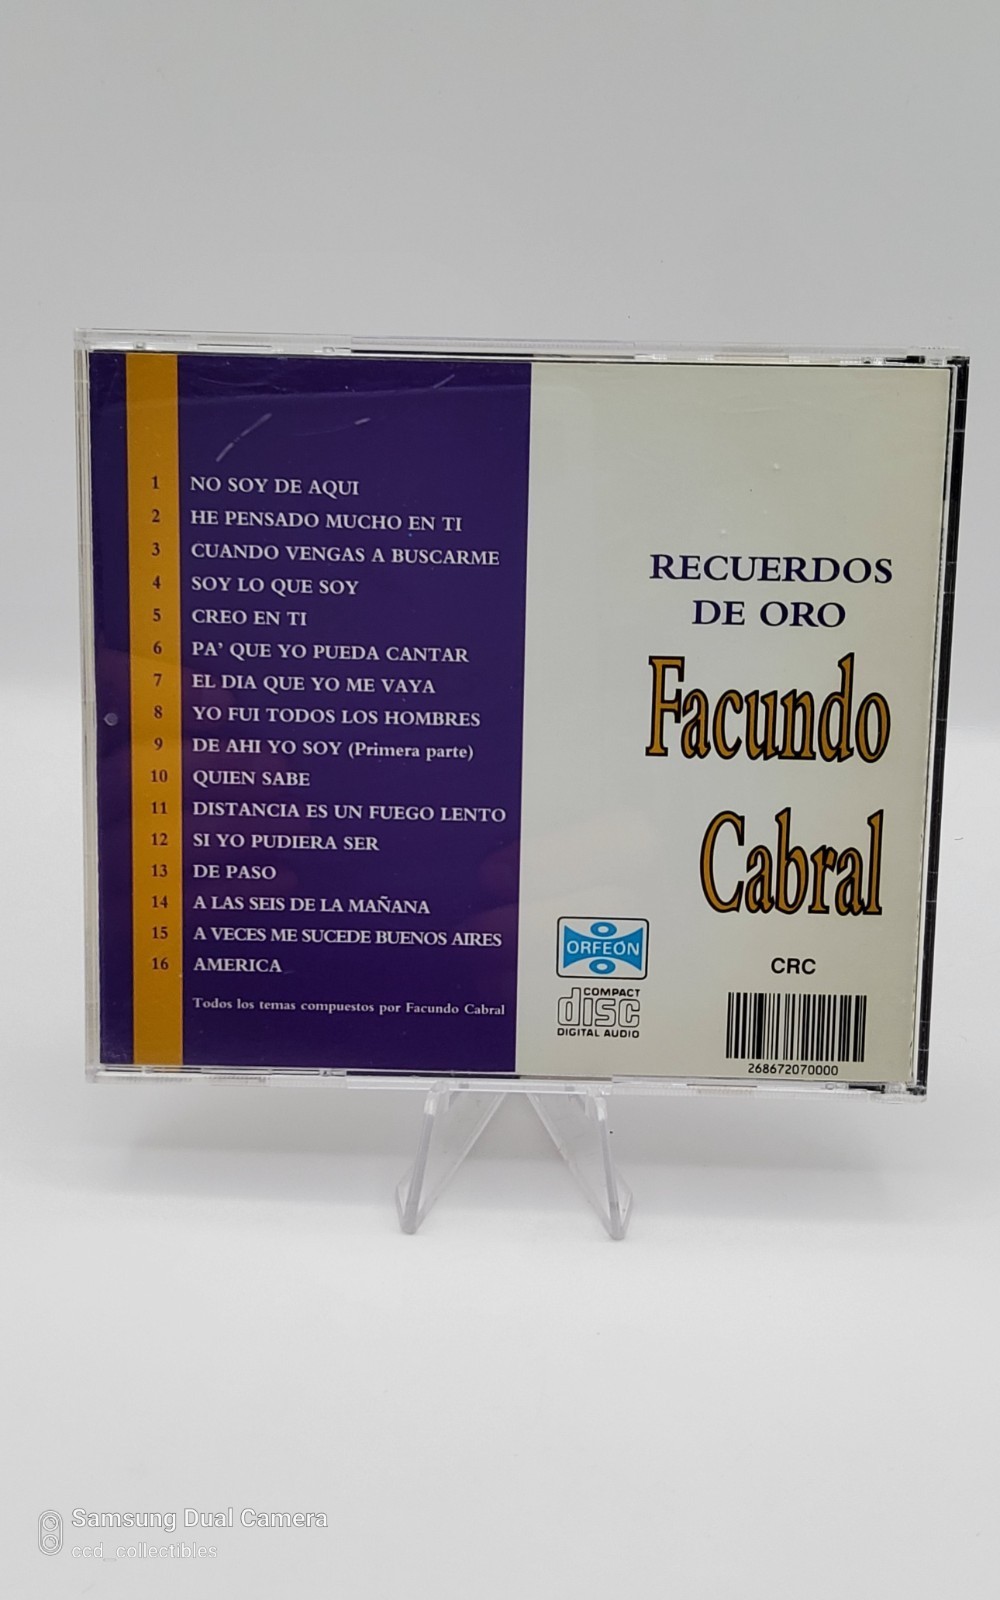 1 NO SOY DE AQUI
2 HE PENSADO MUCHO EN TI
3 CUANDO VENGAS A BUSCARME
4 SOY LO QUE SOY
5 CREO EN TI
6 PA' QUE YO PUEDA CANTAR
7 EL DIA QUE YO ME VAYA
8 YO FUI TODOS LOS HOMBRES
9 DE AHI YO SOY (Primera parte)
10 QUIEN SABE
11 DISTANCIA ES UN FUEGO LENTO
12 SI YO PUDIERA SER
13 DE PASO
14 A LAS SEIS DE LA MAÑANA
15 A VECES ME SUCEDE BUENOS AIRES
16 AMERICA
Todos los temas compuestos por Facundo Cabral
RECUERDOS
DE ORO
Facundo
Cabral
ORFEÓN
COMPACT
disc
DIGITAL AUDIO
CRC
268672070000
Samsung Dual Camera
ccd_collectibles